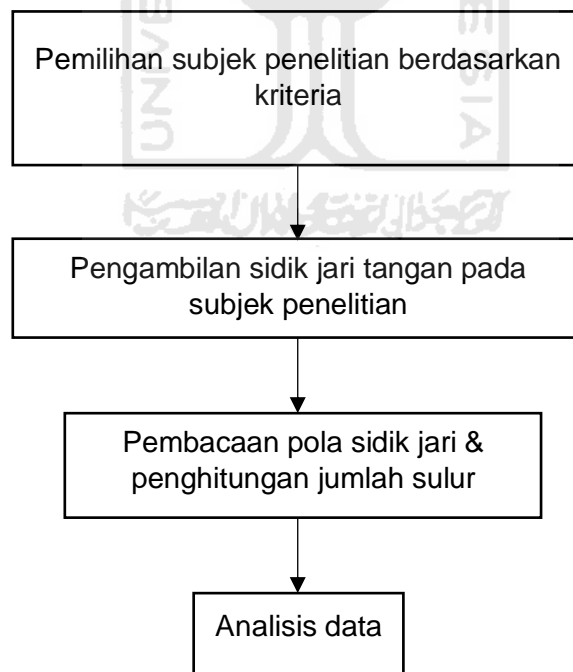 Pemilihan subjek penelitian berdasarkan
kriteria
Pengambilan sidik jari tangan pada
subjek penelitian
Pembacaan pola sidik jari &
penghitungan jumlah sulur
Analisis data